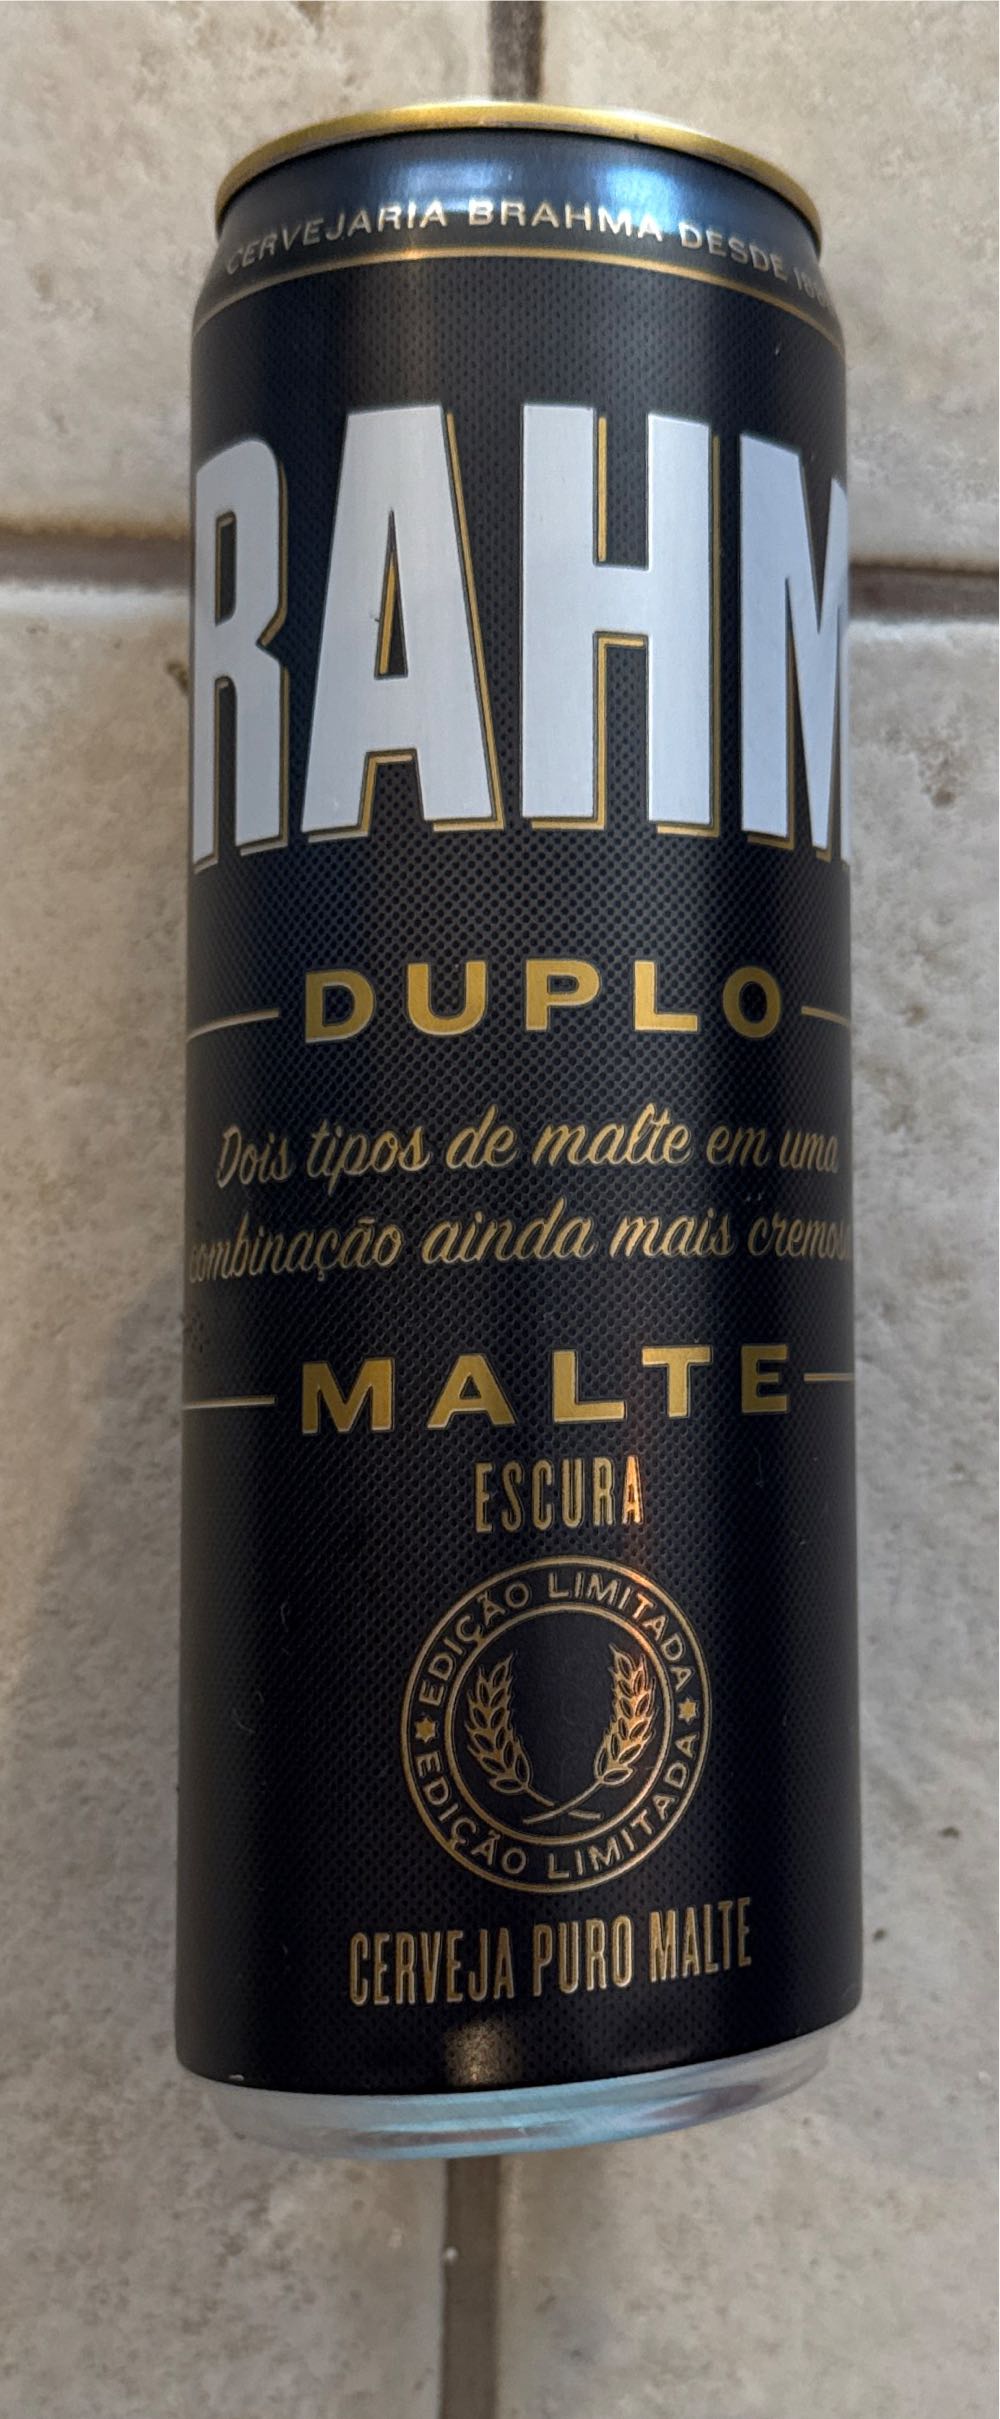 CERVEJARIA BRAHMA DESDE
RAHM
DUPLO
Dois tipos de malte em uma
combinação ainda mais cremosa
MALTE
ESCURA
EDIÇÃO LIMITADA
EDIÇÃO LIMITADA
CERVEJA PURO MALTE